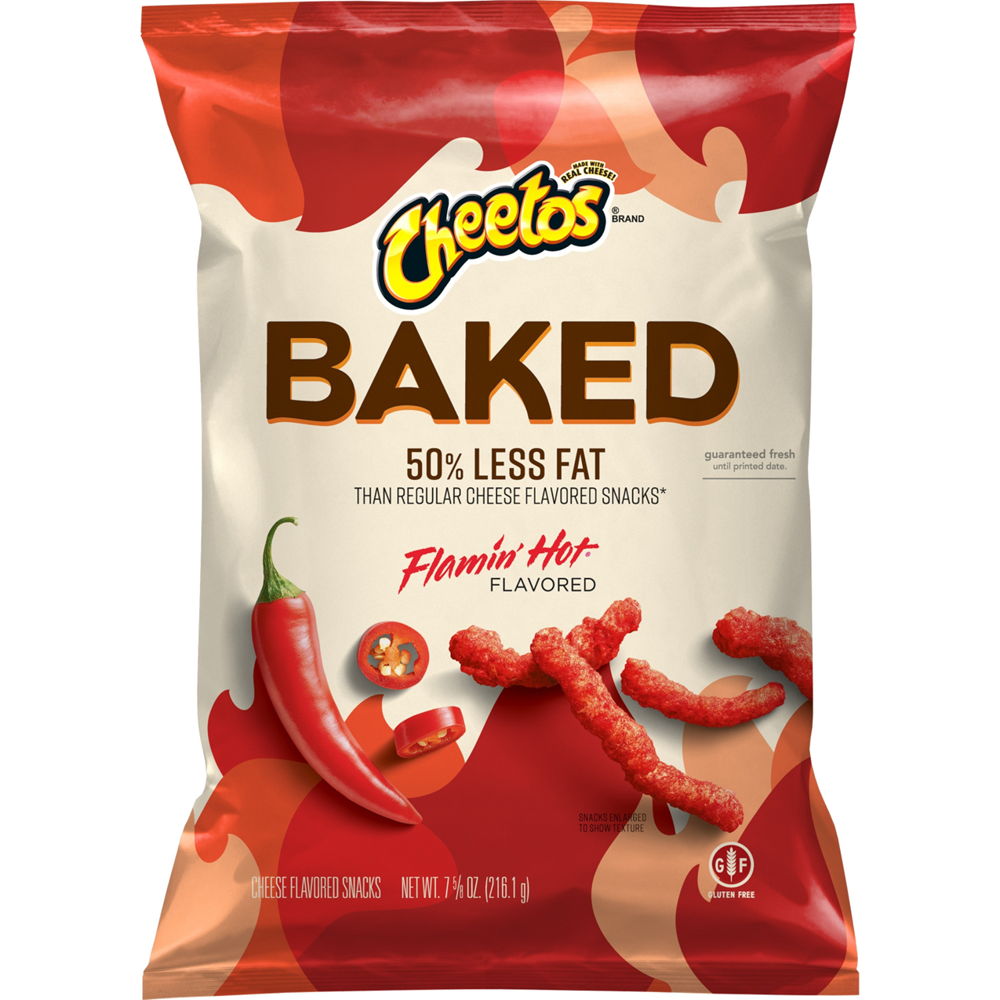 MADE WITH
REAL CHEESE!
Cheetos®
BRAND
BAKED
50% LESS FAT
THAN REGULAR CHEESE FLAVORED SNACKS*
guaranteed fresh
until printed date.
Flamin' Hot®
FLAVORED
SNACKS ENLARGED
TO SHOW TEXTURE
G F
GLUTEN FREE
CHEESE FLAVORED SNACKS NET WT. 7 5/8 OZ. (216.1 g)